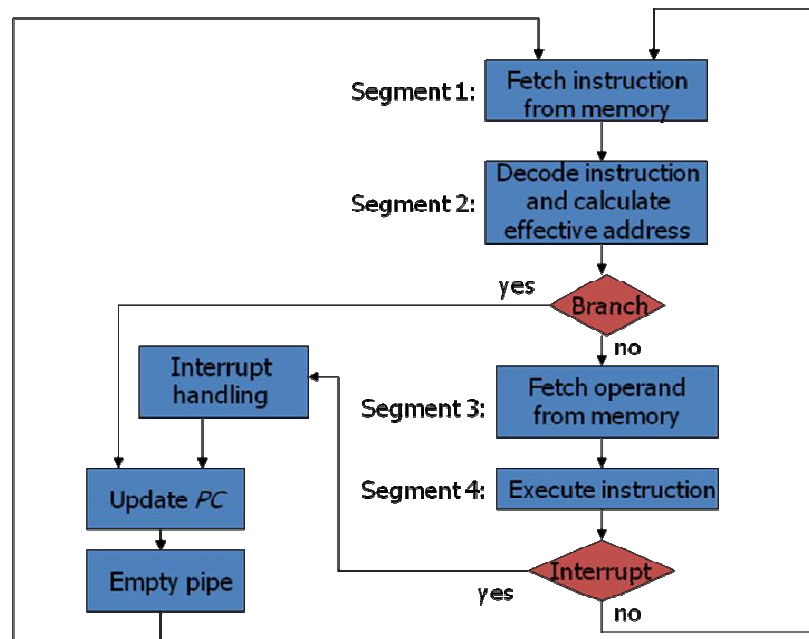 Segment 1:
Fetch instruction
from memory
Segment 2:
Decode instruction
and calculate
effective address
yes
Branch
no
Interrupt
handling
Segment 3:
Fetch operand
from memory
Update PC
Segment 4:
Execute instruction
Empty pipe
yes
Interrupt
no